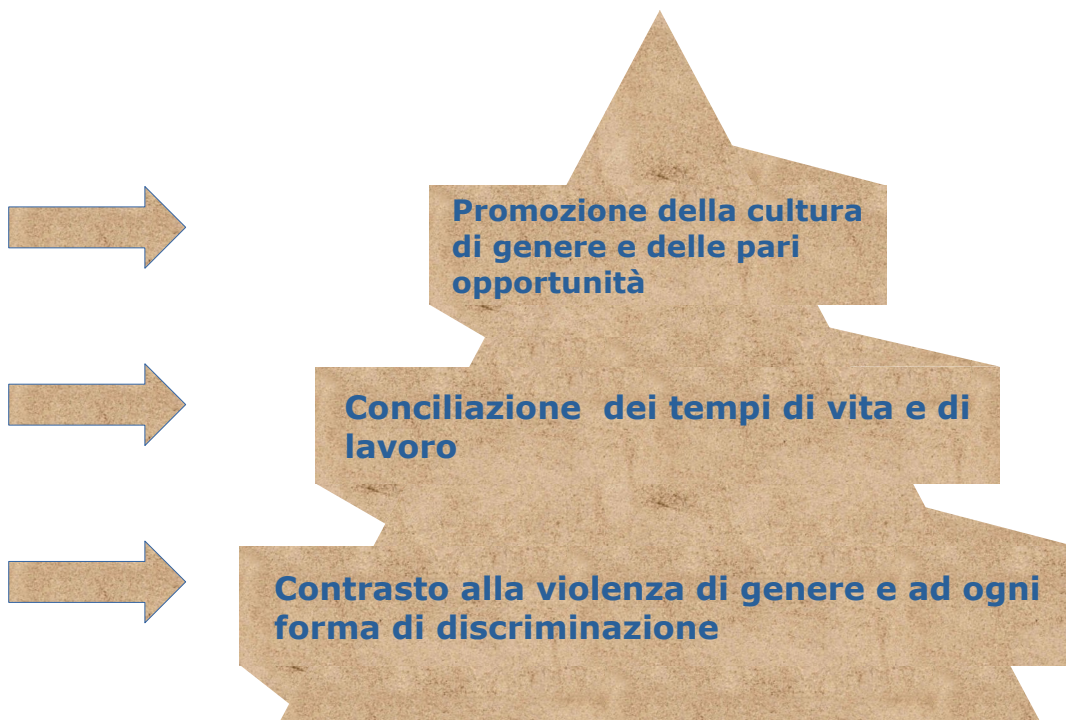 Promozione della cultura
di genere e delle pari
opportunità
Conciliazione  dei tempi di vita e di
lavoro
Contrasto alla violenza di genere e ad ogni
forma di discriminazione